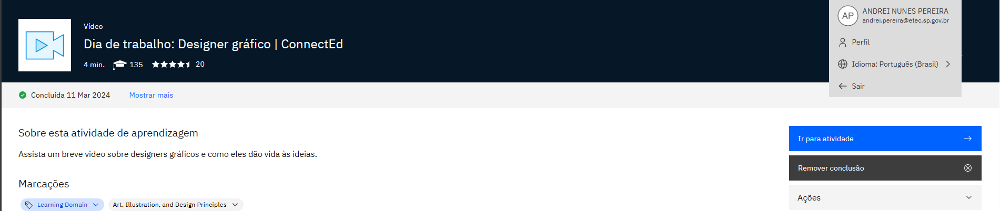 Vídeo
Dia de trabalho: Designer gráfico | ConnectEd
4 min. 135 20
AP
ANDREI NUNES PEREIRA
andrei.pereira@etec.sp.gov.br
Perfil
Idioma: Português (Brasil)
Sair
Concluída 11 Mar 2024 Mostrar mais
Sobre esta atividade de aprendizagem
Assista um breve video sobre designers gráficos e como eles dão vida às ideias.
Marcações
Learning Domain Art, Illustration, and Design Principles
Ir para atividade
Remover conclusão
Ações